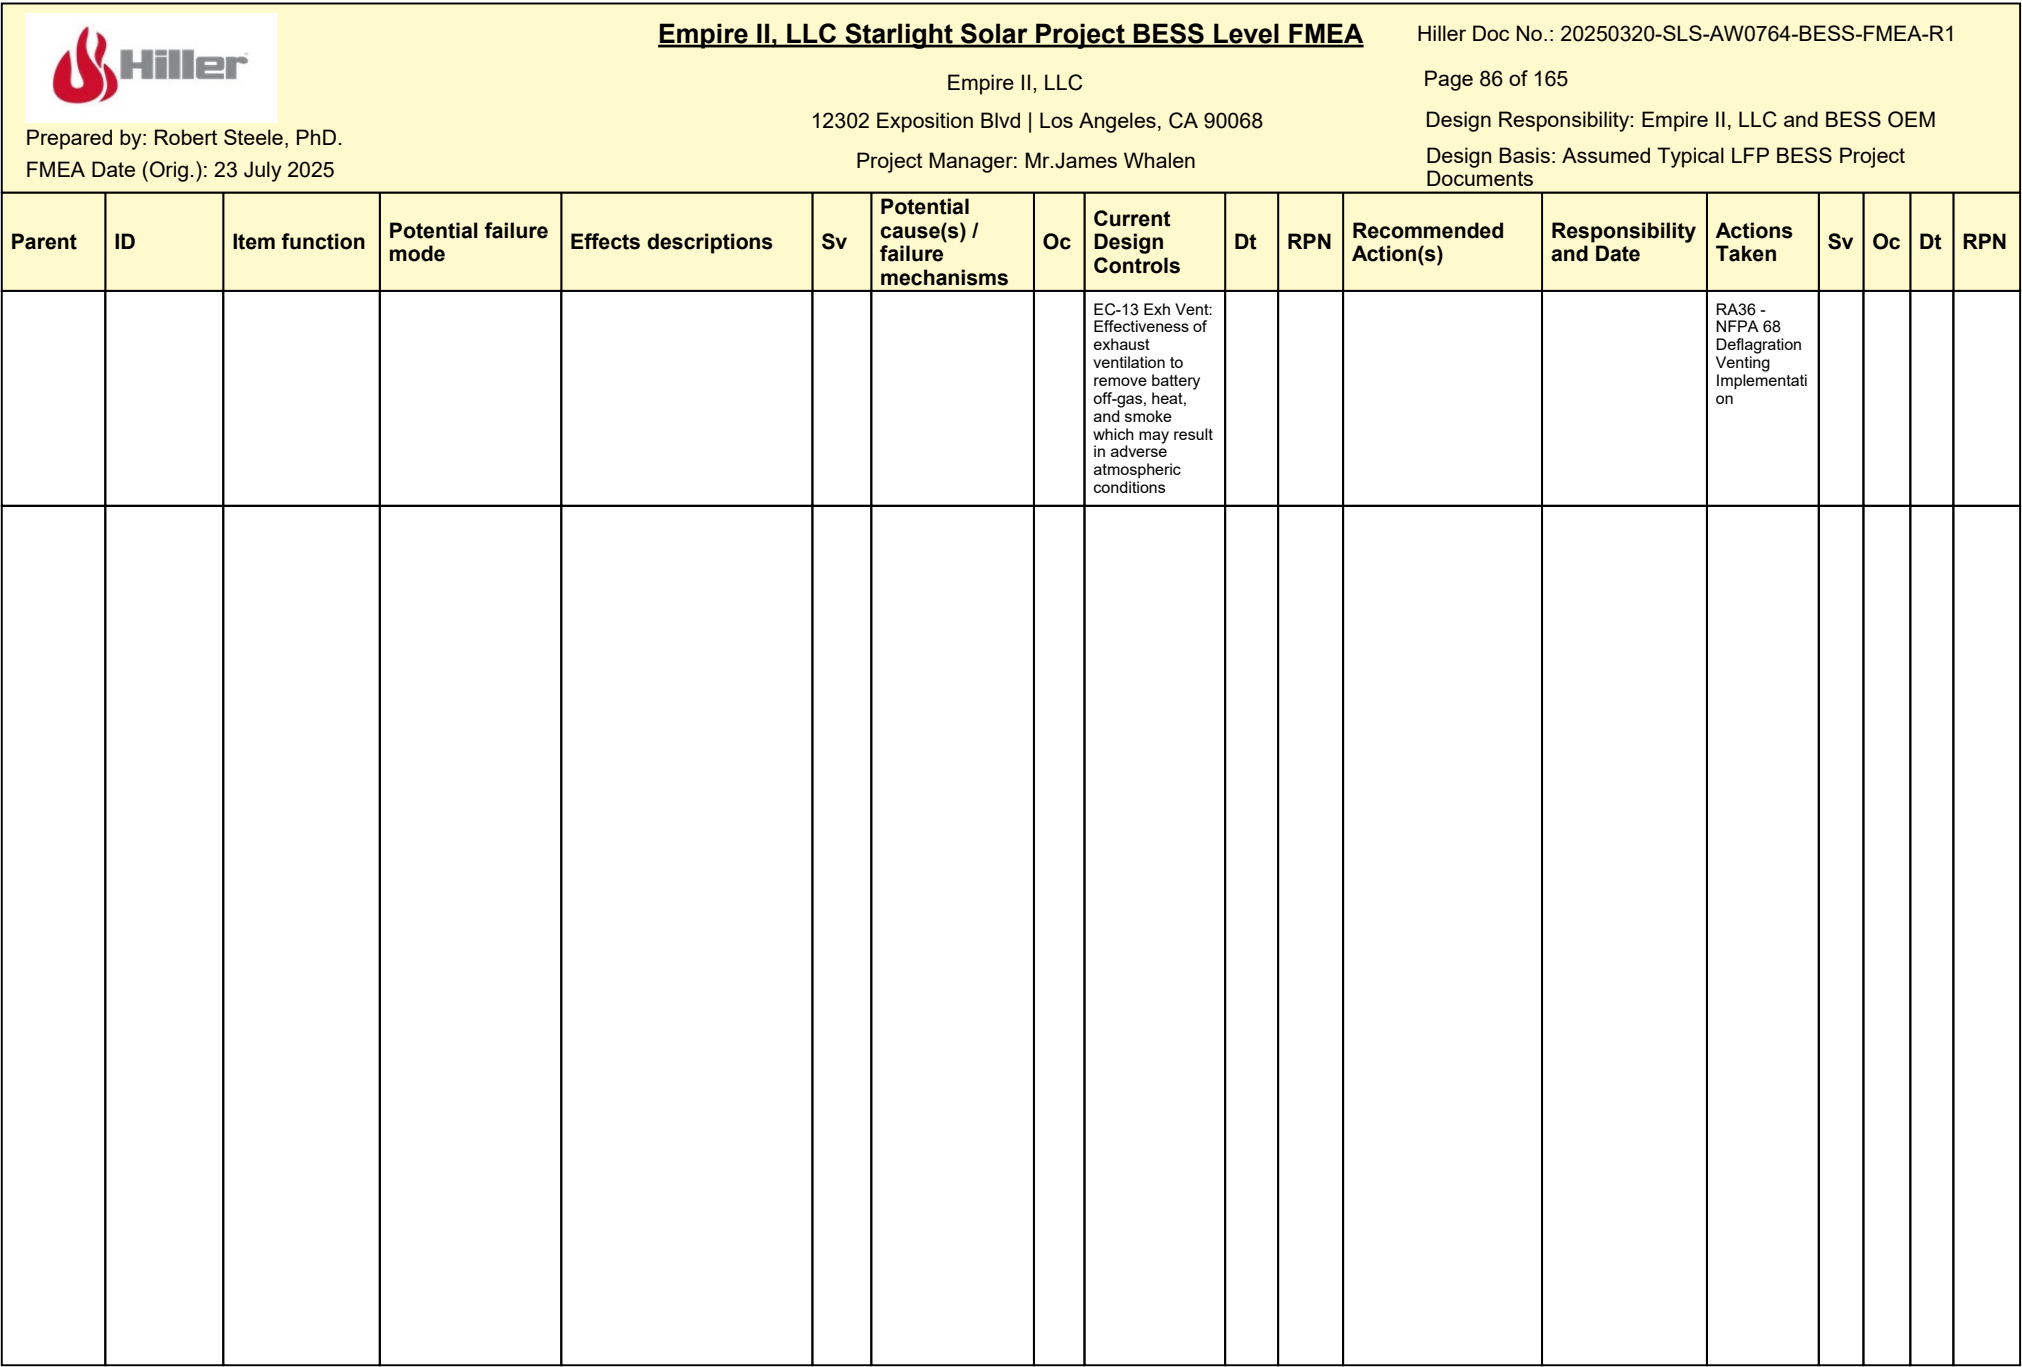 Hiller
Prepared by: Robert Steele, PhD.
FMEA Date (Orig.): 23 July 2025
Empire II, LLC Starlight Solar Project BESS Level FMEA
Empire II, LLC
12302 Exposition Blvd | Los Angeles, CA 90068
Project Manager: Mr.James Whalen
Hiller Doc No.: 20250320-SLS-AW0764-BESS-FMEA-R1
Page 86 of 165
Design Responsibility: Empire II, LLC and BESS OEM
Design Basis: Assumed Typical LFP BESS Project
Documents
Parent
ID
Item function
Potential failure
mode
Effects descriptions
Sv
Potential
cause(s) /
failure
mechanisms
Oc
Current
Design
Controls
Dt
RPN
Recommended
Action(s)
Responsibility
and Date
Actions
Taken
Sv
Oc
Dt
RPN
EC-13 Exh Vent:
Effectiveness of
exhaust
ventilation to
remove battery
off-gas, heat,
and smoke
which may result
in adverse
atmospheric
conditions
RA36 -
NFPA 68
Deflagration
Venting
Implementati
on